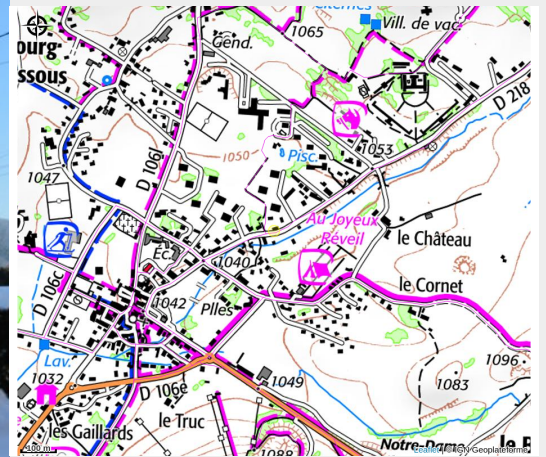 Vill. de vac.
1065
Gend.
ourg
ssous
D 218
1053
1050
Pisc.
D 106l
1047
Au Joyeux
Réveil
le Château
Ec.
1040
le Cornet
D 106c
1042
Plles
Lav.
1096
1032
1049
1083
D 106e
le Truc
les Gaillards
Notre-Dame
1088
100 m
Leaflet | © IGN Geoplateforme